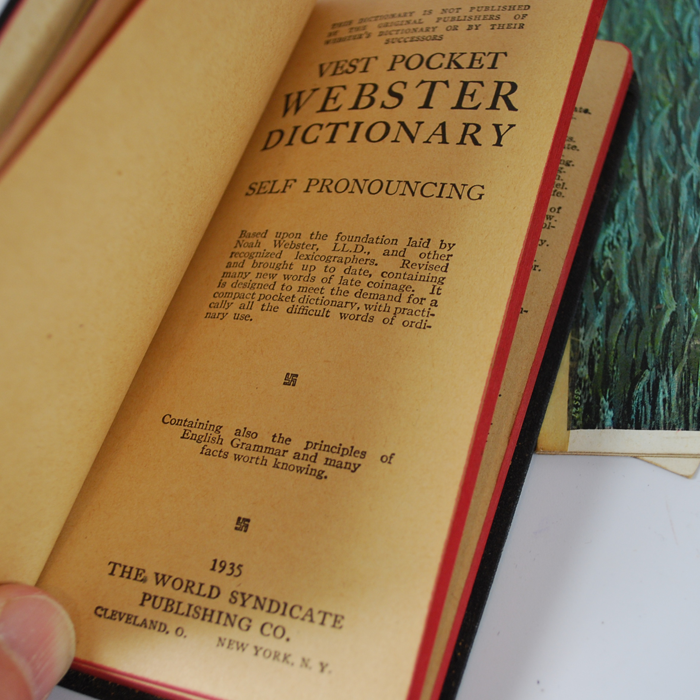 THIS DICTIONARY IS NOT PUBLISHED
BY THE ORIGINAL PUBLISHERS OF
WEBSTER'S DICTIONARY OR BY THEIR
SUCCESSORS
VEST POCKET
WEBSTER
DICTIONARY
SELF PRONOUNCING
Based upon the foundation laid by
Noah Webster, LL.D., and other
recognized lexicographers. Revised
and brought up to date, containing
many new words of late coinage. It
is designed to meet the demand for a
compact pocket dictionary, with practi-
cally all the difficult words of ordi-
nary use.
Containing also the principles of
English Grammar and many
facts worth knowing.
1935
THE WORLD SYNDICATE
PUBLISHING CO.
CLEVELAND, O. NEW YORK, N. Y.